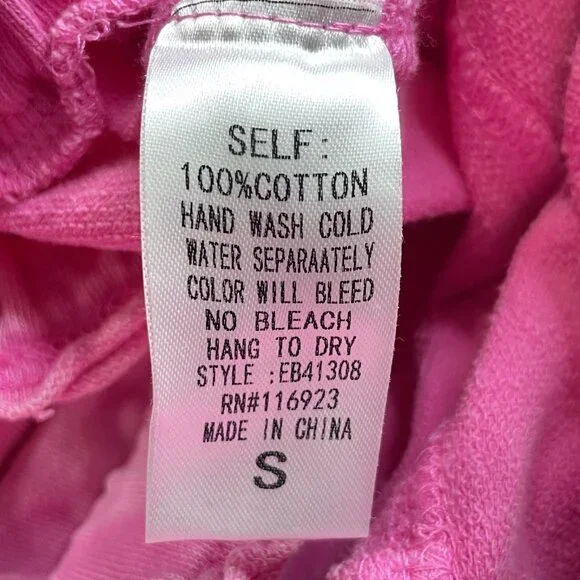 SELF:
100%COTTON
HAND WASH COLD
WATER SEPARAATELY
COLOR WILL BLEED
NO BLEACH
HANG TO DRY
STYLE :EB41308
RN#116923
MADE IN CHINA
S